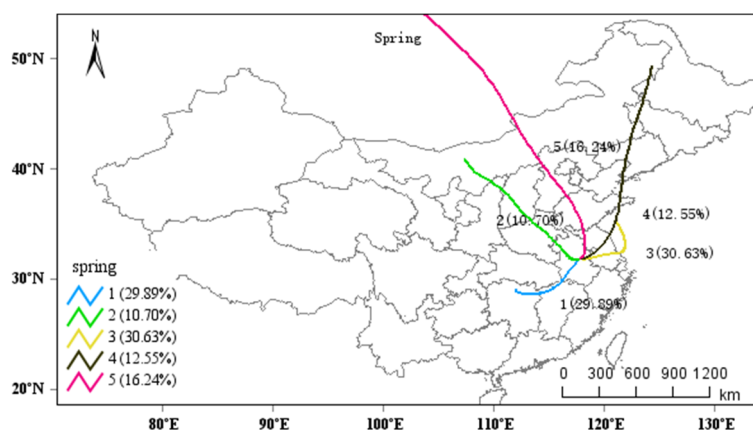 Spring
N
50°N
40°N
30°N
20°N
5(16.24%)
2(10.70%)
4(12.55%)
3(30.63%)
1(29.89%)
spring
1 (29.89%)
2 (10.70%)
3 (30.63%)
4 (12.55%)
5 (16.24%)
0 300 600 900 1200
km
80°E 90°E 100°E 110°E 120°E 130°E